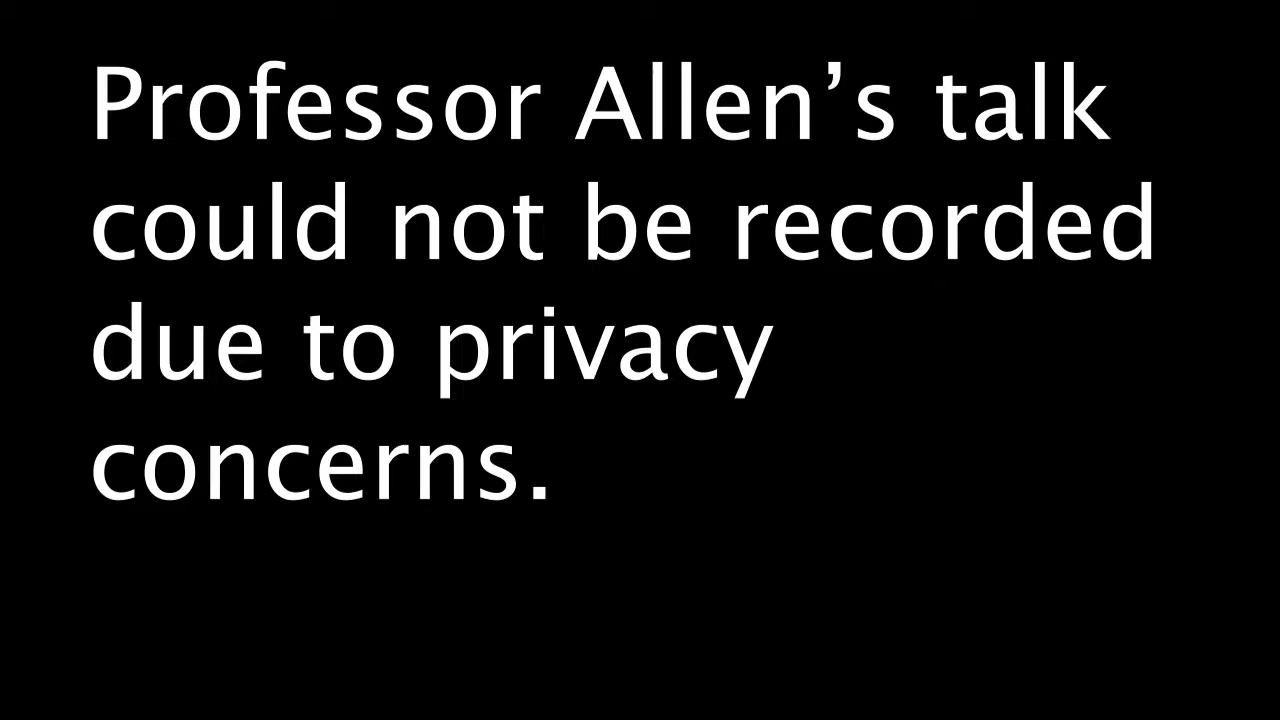 Professor Allen’s talk
could not be recorded
due to privacy
concerns.